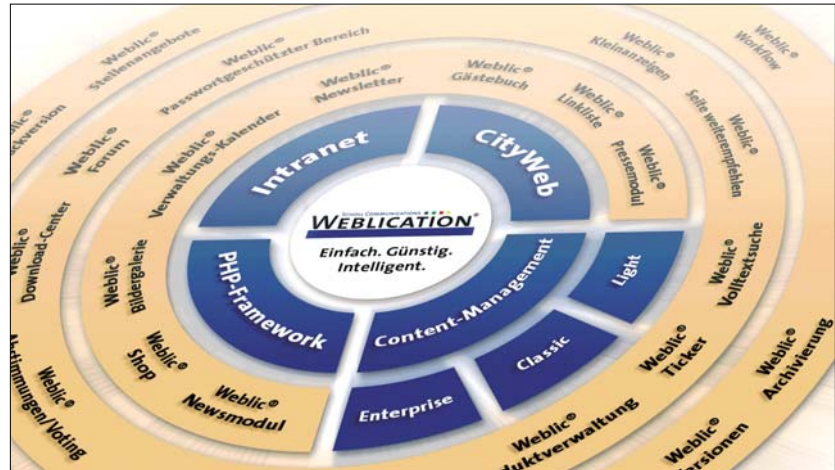 Weblic®
Stellenangebote
Weblic®
Passwortgeschützter Bereich
Weblic®
Newsletter
Weblic®
Gästebuch
Weblic®
Kleinanzeigen
Weblic®
Workflow
Weblic®
Forum
Weblic®
Verwaltungs-Kalender
Weblic®
Linkliste
Weblic®
Pressemodul
Weblic®
Seite weiterempfehlen
Intranet
CityWeb
WEBLICATION®
Einfach. Günstig.
Intelligent.
PHP-Framework
Content-Management
Light
Classic
Enterprise
Weblic®
Download-Center
Weblic®
Bildergalerie
Weblic®
Shop
Weblic®
Newsmodul
Weblic®
Volltextsuche
Weblic®
Ticker
Weblic®
Archivierung
Weblic®
Abstimmungen/Voting
Weblic®
Weblic®